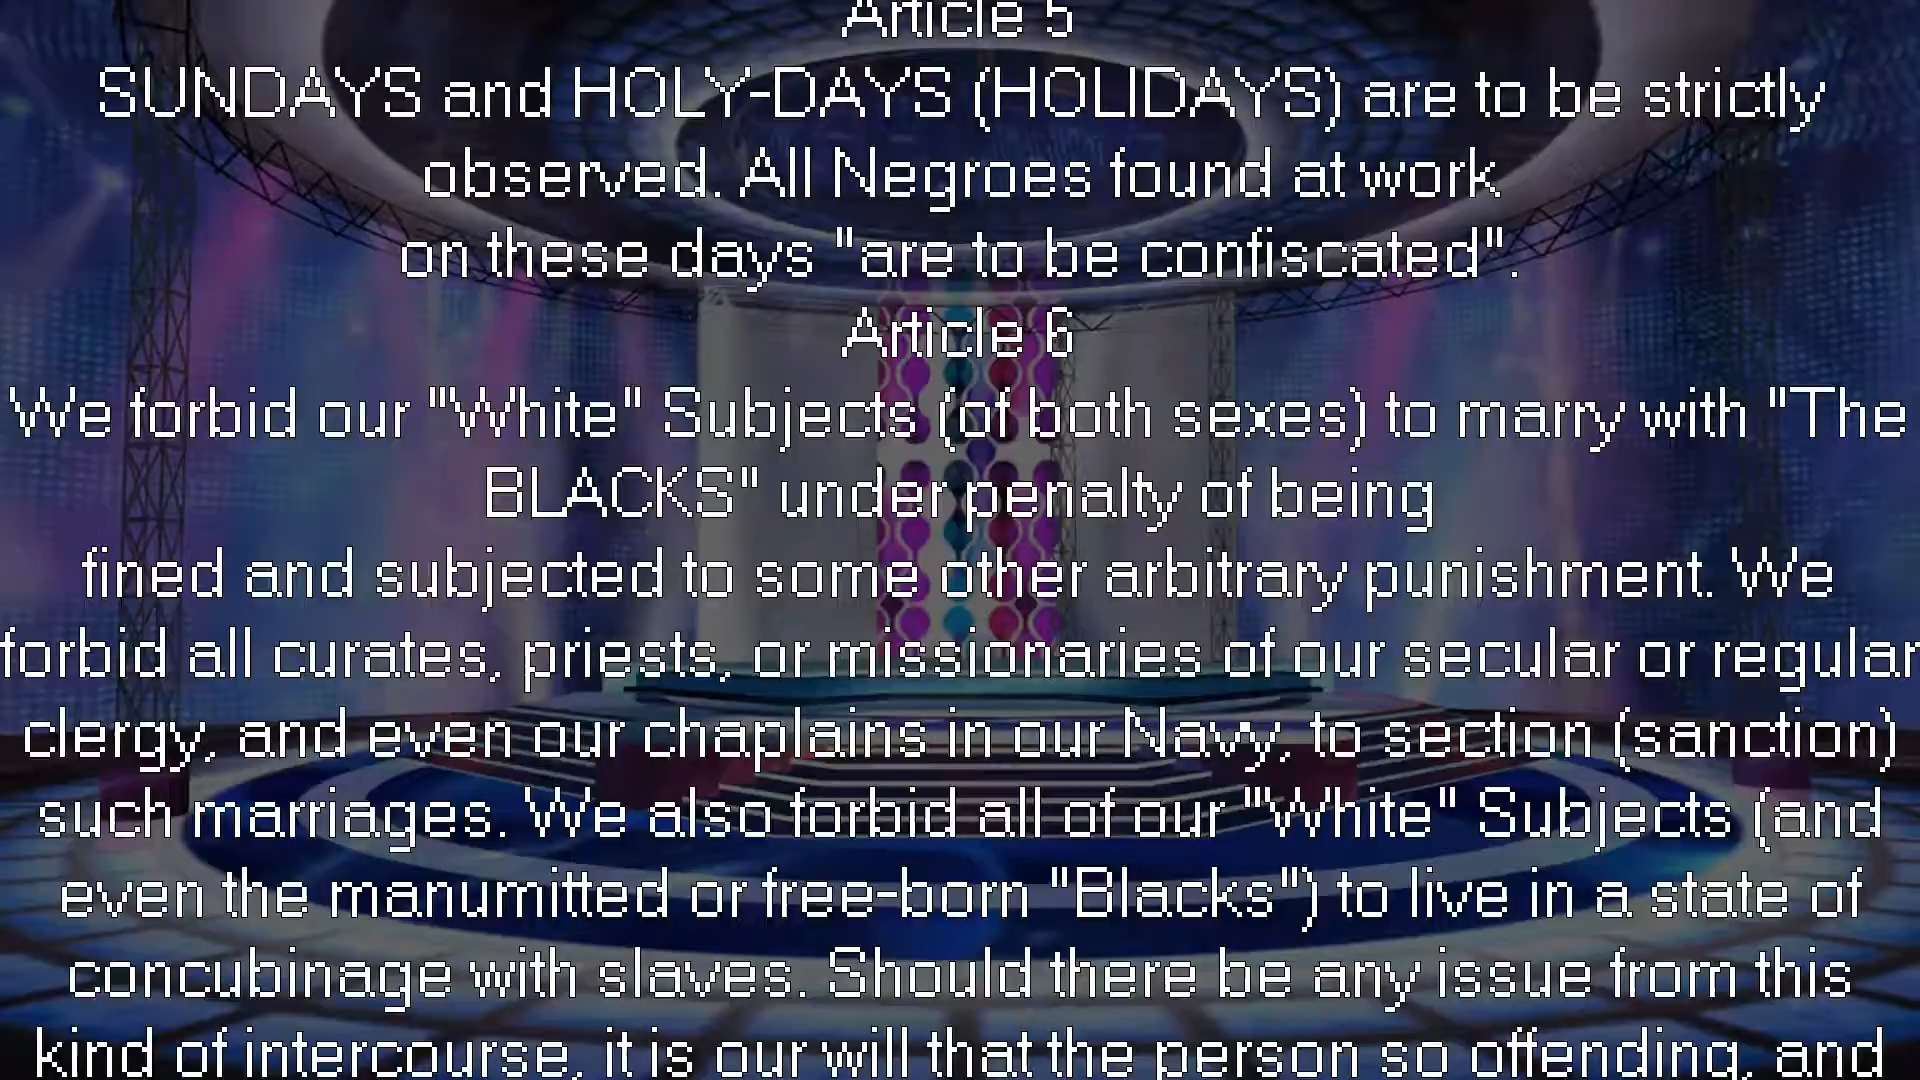 Article 5
SUNDAYS and HOLY-DAYS (HOLIDAYS) are to be strictly
observed. All Negroes found at work
on these days "are to be confiscated".
Article 6
We forbid our "White" Subjects (of both sexes) to marry with "The
BLACKS" under penalty of being
fined and subjected to some other arbitrary punishment. We
forbid all curates, priests, or missionaries of our secular or regular
clergy, and even our chaplains in our Navy, to section (sanction)
such marriages. We also forbid all of our "White" Subjects (and
even the manumitted or free-born "Blacks") to live in a state of
concubinage with slaves. Should there be any issue from this
kind of intercourse, it is our will that the person so offending, and